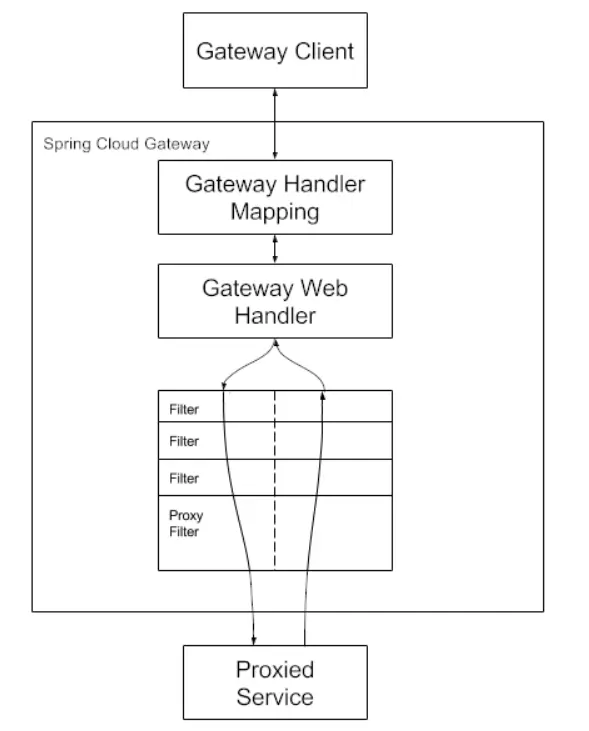 Gateway Client
Spring Cloud Gateway
Gateway Handler
Mapping
Gateway Web
Handler
Filter
Filter
Filter
Proxy
Filter
Proxied
Service